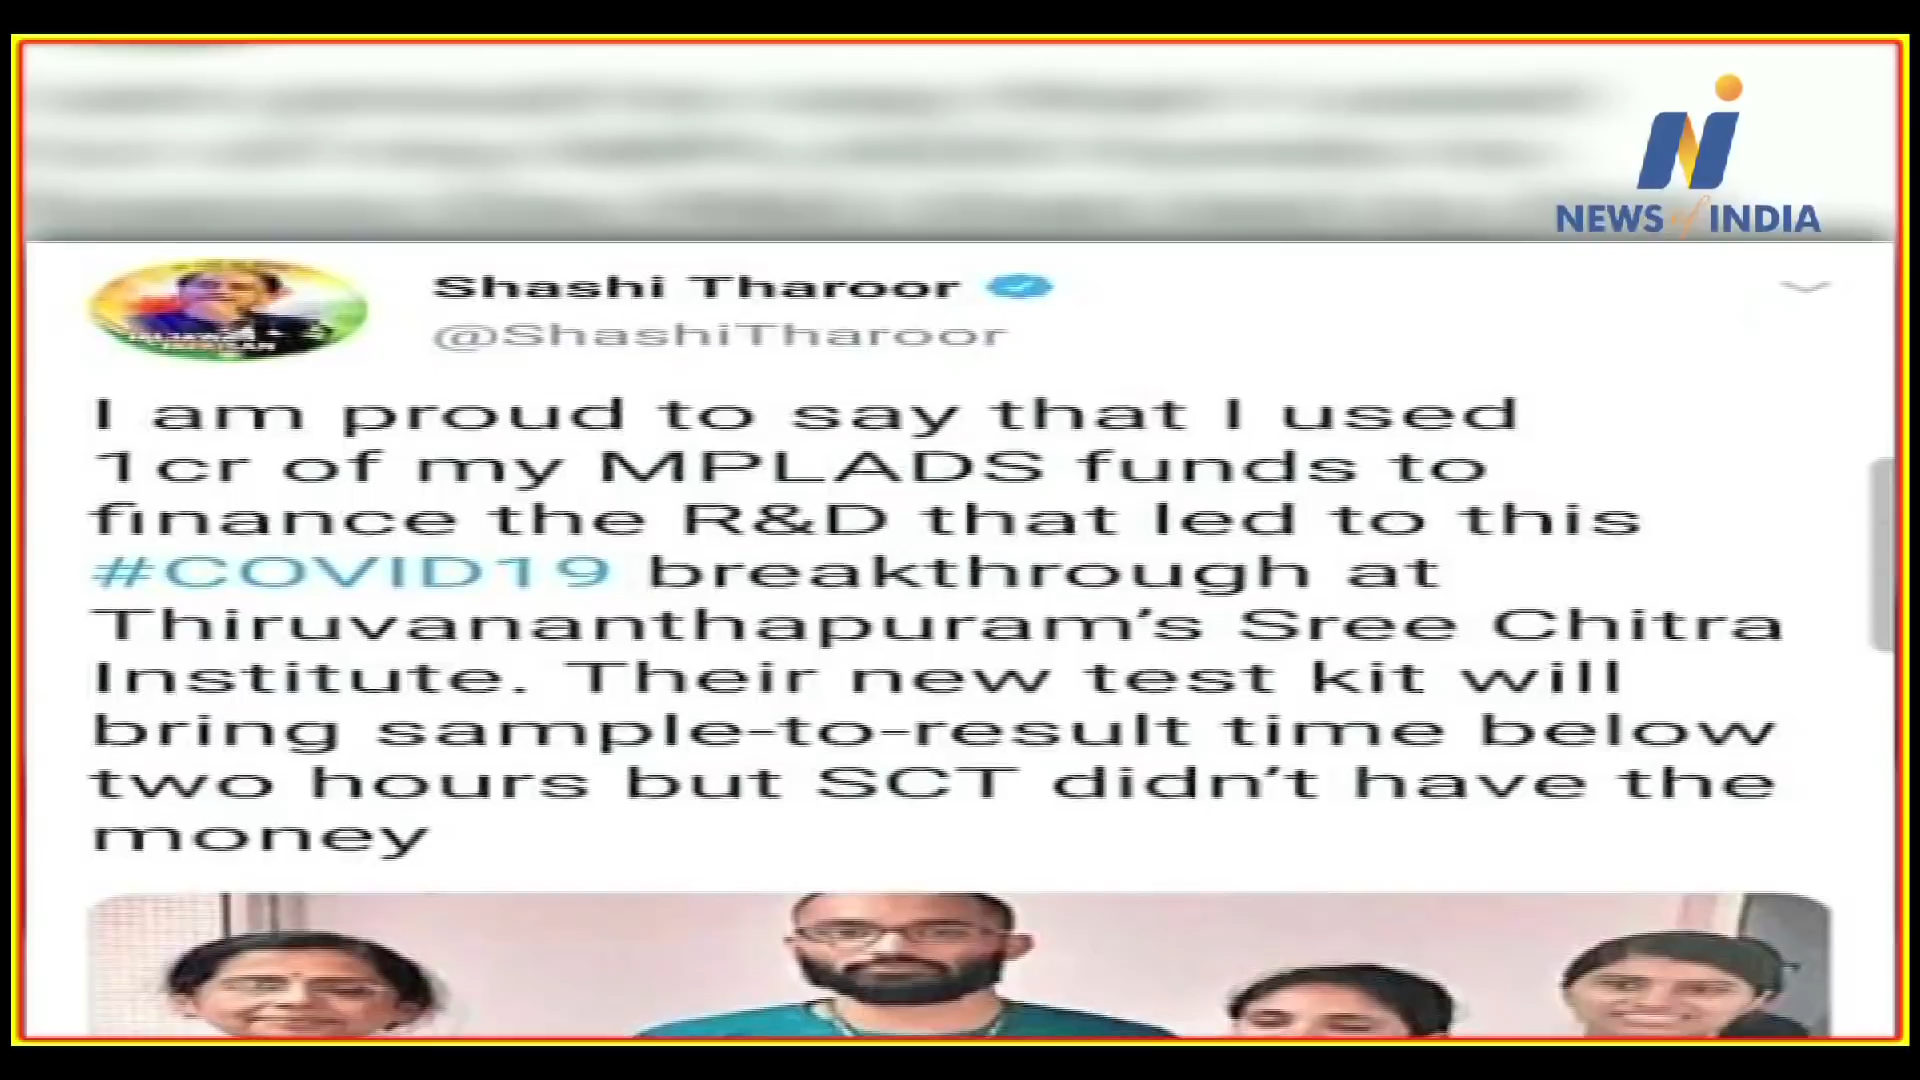 NEWS of INDIA
Shashi Tharoor
@ShashiTharoor
I am proud to say that I used
1cr of my MPLADS funds to
finance the R&D that led to this
#COVID19 breakthrough at
Thiruvananthapuram’s Sree Chitra
Institute. Their new test kit will
bring sample-to-result time below
two hours but SCT didn’t have the
money